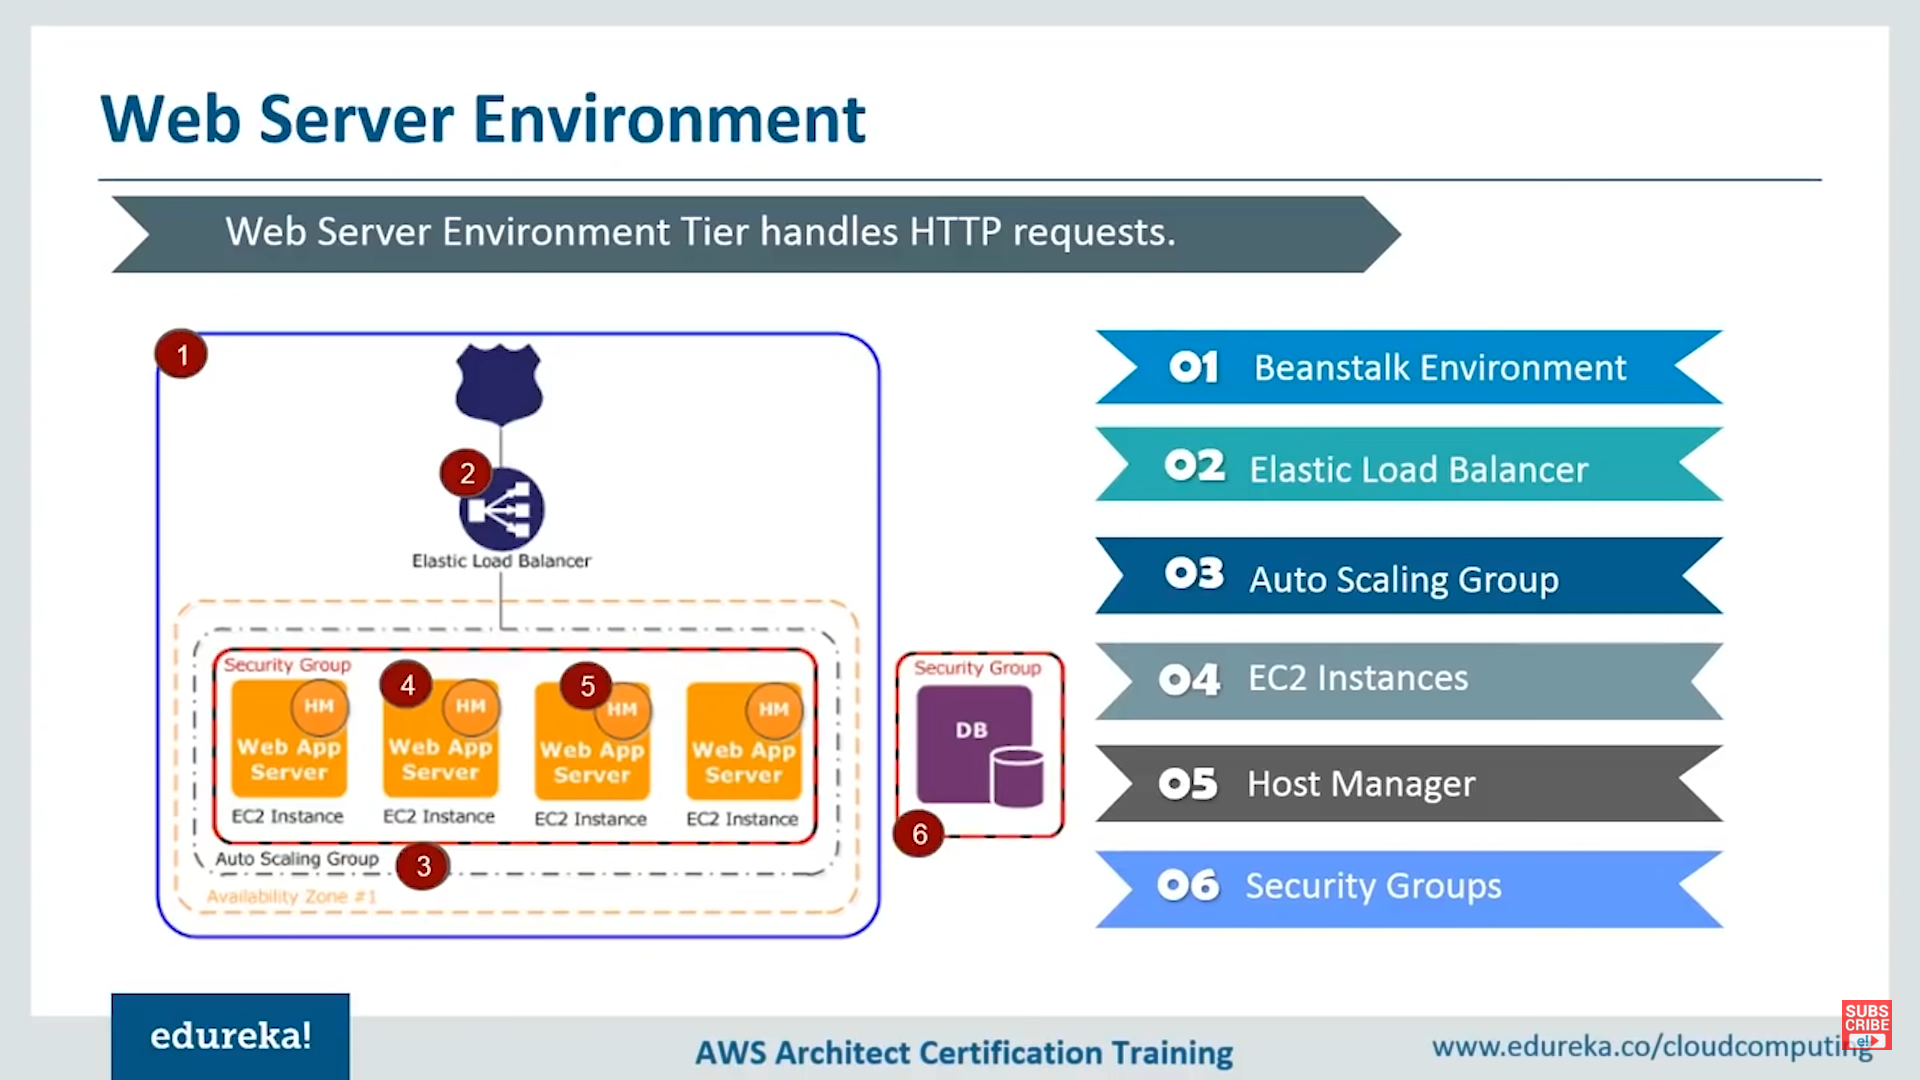 Web Server Environment
Web Server Environment Tier handles HTTP requests.
1
2
Elastic Load Balancer
Security Group
4
5
HM
HM
HM
HM
Web App
Server
Web App
Server
Web App
Server
Web App
Server
EC2 Instance
EC2 Instance
EC2 Instance
EC2 Instance
Auto Scaling Group
3
Availability Zone #1
Security Group
DB
6
01 Beanstalk Environment
02 Elastic Load Balancer
03 Auto Scaling Group
04 EC2 Instances
05 Host Manager
06 Security Groups
edureka!
AWS Architect Certification Training
www.edureka.co/cloudcomputing
SUBS
CRIBE
e!